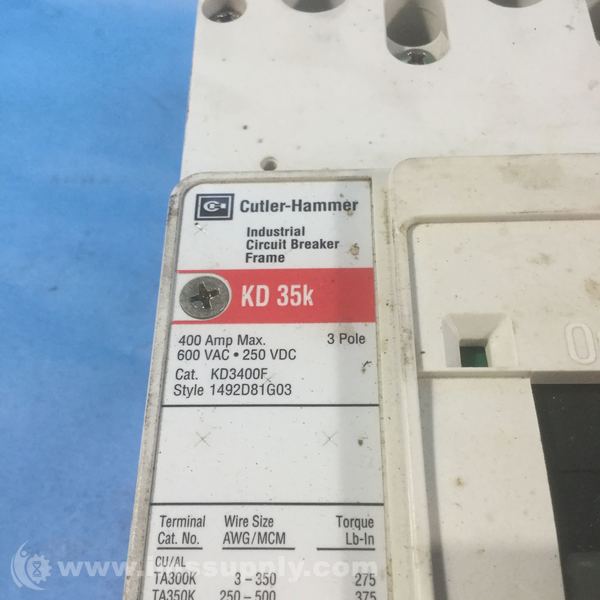 Cutler-Hammer
Industrial
Circuit Breaker
Frame
KD 35k
400 Amp Max. 3 Pole
600 VAC • 250 VDC
Cat. KD3400F
Style 1492D81G03
Terminal Wire Size Torque
Cat. No. AWG/MCM Lb-In
CU/AL
TA300K 3-350 275
TA350K 250-500 375
O
© www.iessupply.com